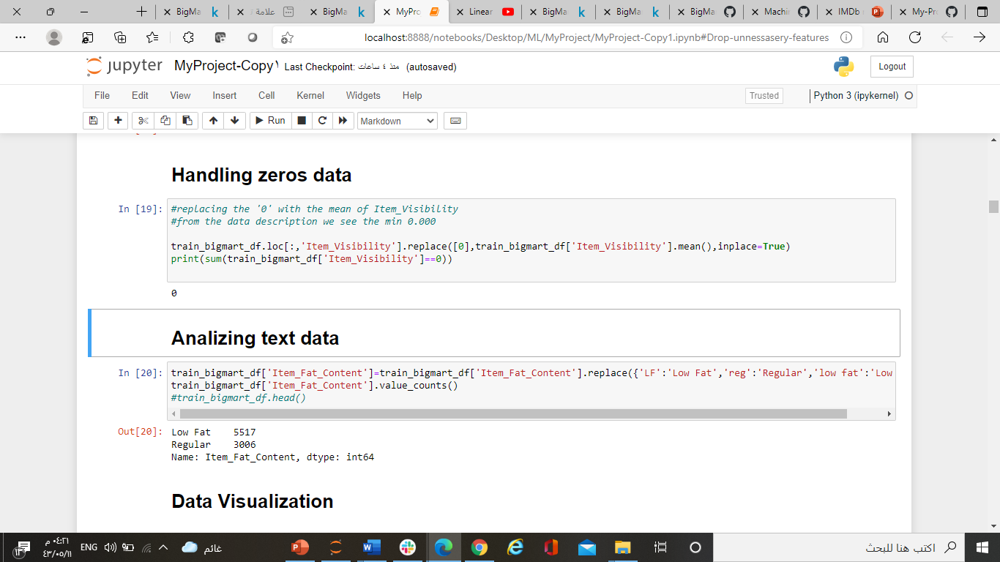 BigMa
علامة
BigMa
MyPro
Linear
BigMa
BigMa
BigMa
Machi
IMDb
My-Pro
localhost:8888/notebooks/Desktop/ML/MyProject/MyProject-Copy1.ipynb#Drop-unnessasery-features
jupyter MyProject-Copy١ Last Checkpoint: منذ ٤ ساعات (autosaved)
Logout
File Edit View Insert Cell Kernel Widgets Help
Trusted
Python 3 (ipykernel)
Run
Markdown
Handling zeros data
In [19]:
#replacing the '0' with the mean of Item_Visibility
#from the data description we see the min 0.000
train_bigmart_df.loc[:,'Item_Visibility'].replace([0],train_bigmart_df['Item_Visibility'].mean(),inplace=True)
print(sum(train_bigmart_df['Item_Visibility']==0))
0
Analizing text data
In [20]:
train_bigmart_df['Item_Fat_Content']=train_bigmart_df['Item_Fat_Content'].replace({'LF':'Low Fat','reg':'Regular','low fat':'Low
train_bigmart_df['Item_Fat_Content'].value_counts()
#train_bigmart_df.head()
Out[20]:
Low Fat 5517
Regular 3006
Name: Item_Fat_Content, dtype: int64
Data Visualization
٠٤:٢١ م
٤٣/٠٥/١١
ENG
غائم
اكتب هنا للبحث